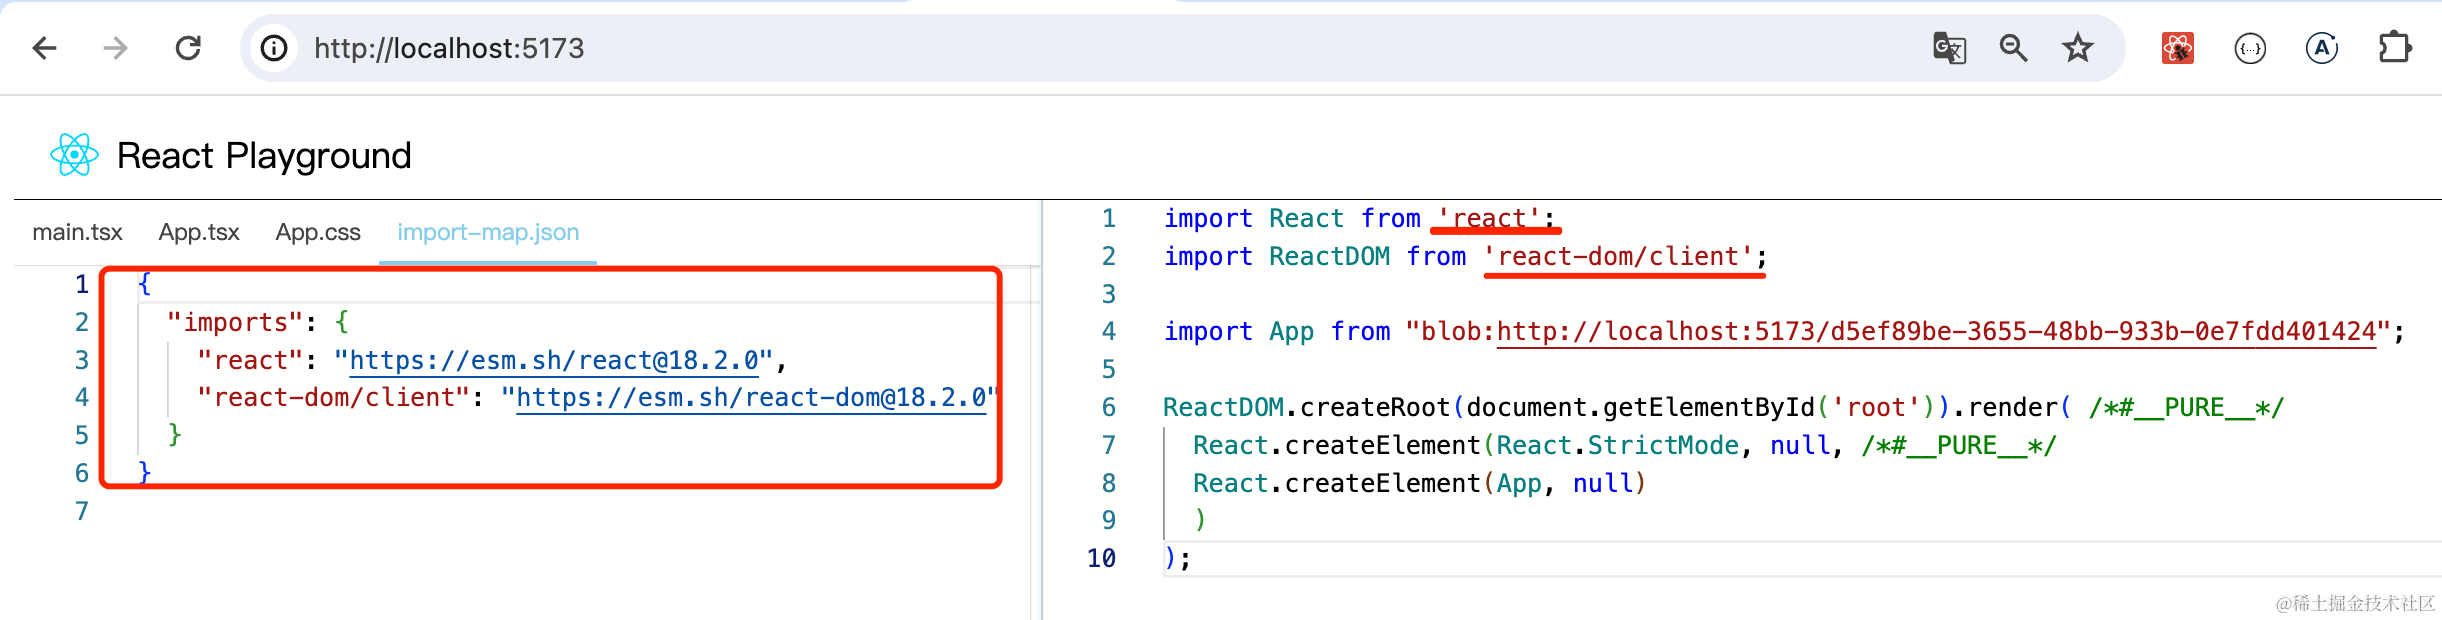 http://localhost:5173
React Playground
main.tsx App.tsx App.css import-map.json
1 {
2 "imports": {
3 "react": "https://esm.sh/react@18.2.0",
4 "react-dom/client": "https://esm.sh/react-dom@18.2.0"
5 }
6 }
7
1 import React from 'react';
2 import ReactDOM from 'react-dom/client';
3
4 import App from "blob:http://localhost:5173/d5ef89be-3655-48bb-933b-0e7fdd401424";
5
6 ReactDOM.createRoot(document.getElementById('root')).render( /*#__PURE__*/
7 React.createElement(React.StrictMode, null, /*#__PURE__*/
8 React.createElement(App, null)
9 )
10 );
@稀土掘金技术社区